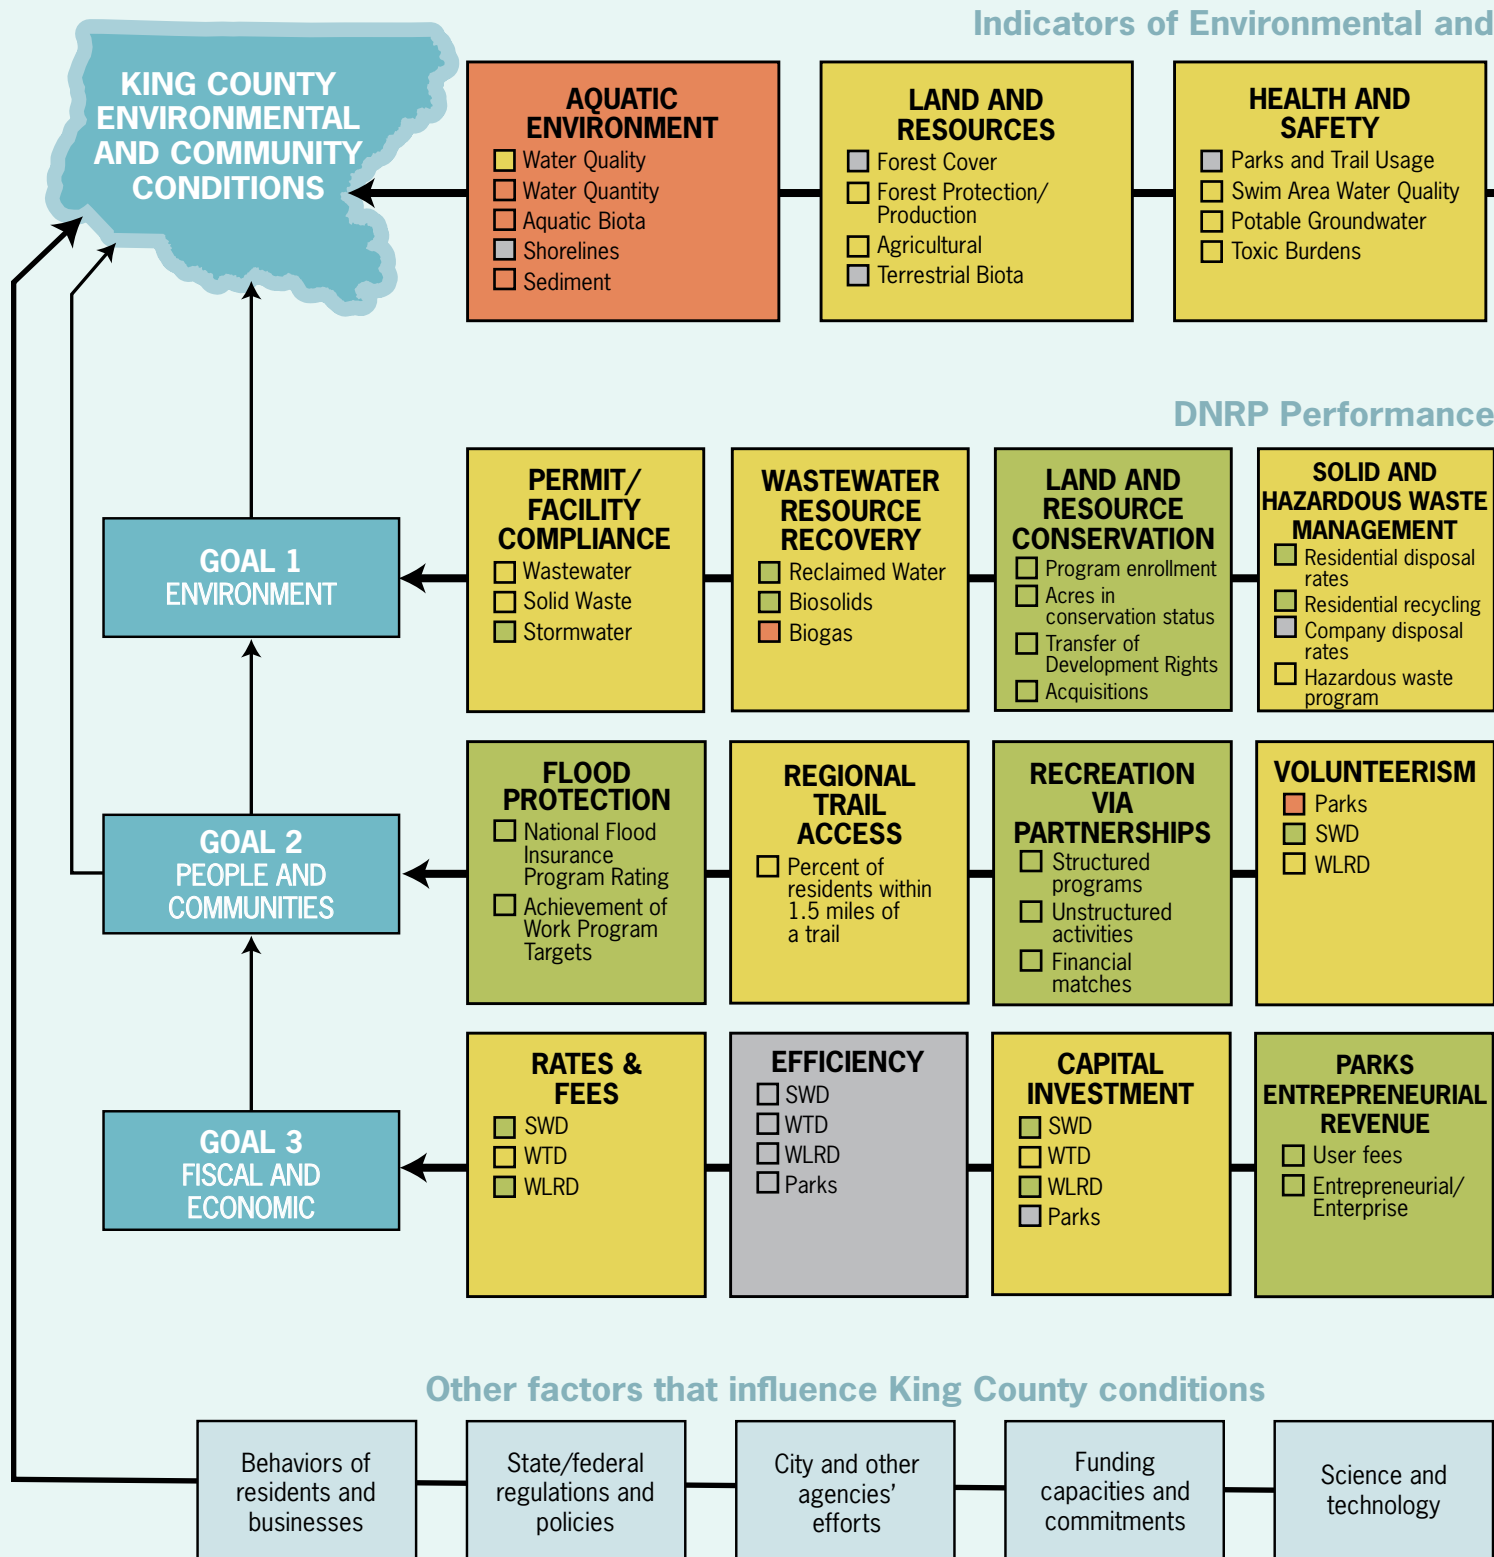 Indicators of Environmental and
KING COUNTY
ENVIRONMENTAL
AND COMMUNITY
CONDITIONS
AQUATIC
ENVIRONMENT
Water Quality
Water Quantity
Aquatic Biota
Shorelines
Sediment
LAND AND
RESOURCES
Forest Cover
Forest Protection/
Production
Agricultural
Terrestrial Biota
HEALTH AND
SAFETY
Parks and Trail Usage
Swim Area Water Quality
Potable Groundwater
Toxic Burdens
DNRP Performance
GOAL 1
ENVIRONMENT
PERMIT/
FACILITY
COMPLIANCE
Wastewater
Solid Waste
Stormwater
WASTEWATER
RESOURCE
RECOVERY
Reclaimed Water
Biosolids
Biogas
LAND AND
RESOURCE
CONSERVATION
Program enrollment
Acres in
conservation status
Transfer of
Development Rights
Acquisitions
SOLID AND
HAZARDOUS WASTE
MANAGEMENT
Residential disposal
rates
Residential recycling
Company disposal
rates
Hazardous waste
program
GOAL 2
PEOPLE AND
COMMUNITIES
FLOOD
PROTECTION
National Flood
Insurance
Program Rating
Achievement of
Work Program
Targets
REGIONAL
TRAIL
ACCESS
Percent of
residents within
1.5 miles of
a trail
RECREATION
VIA
PARTNERSHIPS
Structured
programs
Unstructured
activities
Financial
matches
VOLUNTEERISM
Parks
SWD
WLRD
GOAL 3
FISCAL AND
ECONOMIC
RATES &
FEES
SWD
WTD
WLRD
EFFICIENCY
SWD
WTD
WLRD
Parks
CAPITAL
INVESTMENT
SWD
WTD
WLRD
Parks
PARKS
ENTREPRENEURIAL
REVENUE
User fees
Entrepreneurial/
Enterprise
Other factors that influence King County conditions
Behaviors of
residents and
businesses
State/federal
regulations and
policies
City and other
agencies'
efforts
Funding
capacities and
commitments
Science and
technology